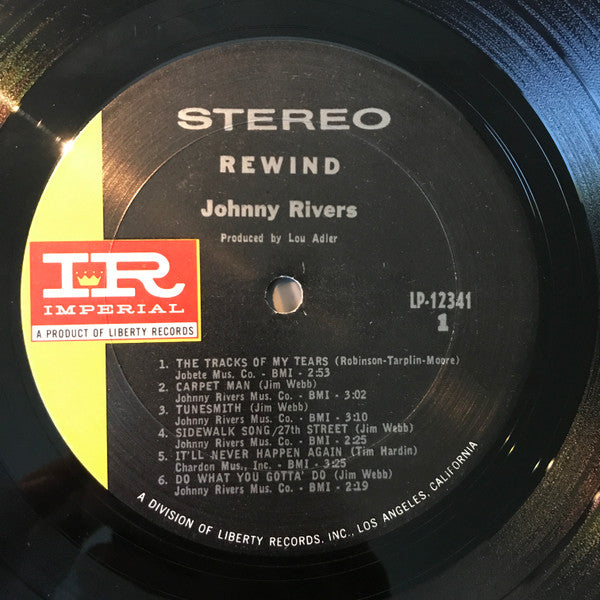 STEREO
REWIND
Johnny Rivers
Produced by Lou Adler
IR
IMPERIAL
A PRODUCT OF LIBERTY RECORDS
LP-12341
1
1. THE TRACKS OF MY TEARS (Robinson-Tarplin-Moore)
Jobete Mus. Co. - BMI - 2:53
2. CARPET MAN (Jim Webb)
Johnny Rivers Mus. Co. - BMI - 3:02
3. TUNESMITH (Jim Webb)
Johnny Rivers Mus. Co. - BMI - 3:10
4. SIDEWALK SONG/27th STREET (Jim Webb)
Johnny Rivers Mus. Co. - BMI - 2:25
5. IT'LL NEVER HAPPEN AGAIN (Tim Hardin)
Chardon Mus., Inc. - BMI - 3:25
6. DO WHAT YOU GOTTA' DO (Jim Webb)
Johnny Rivers Mus. Co. - BMI - 2:19
A DIVISION OF LIBERTY RECORDS, INC., LOS ANGELES, CALIFORNIA